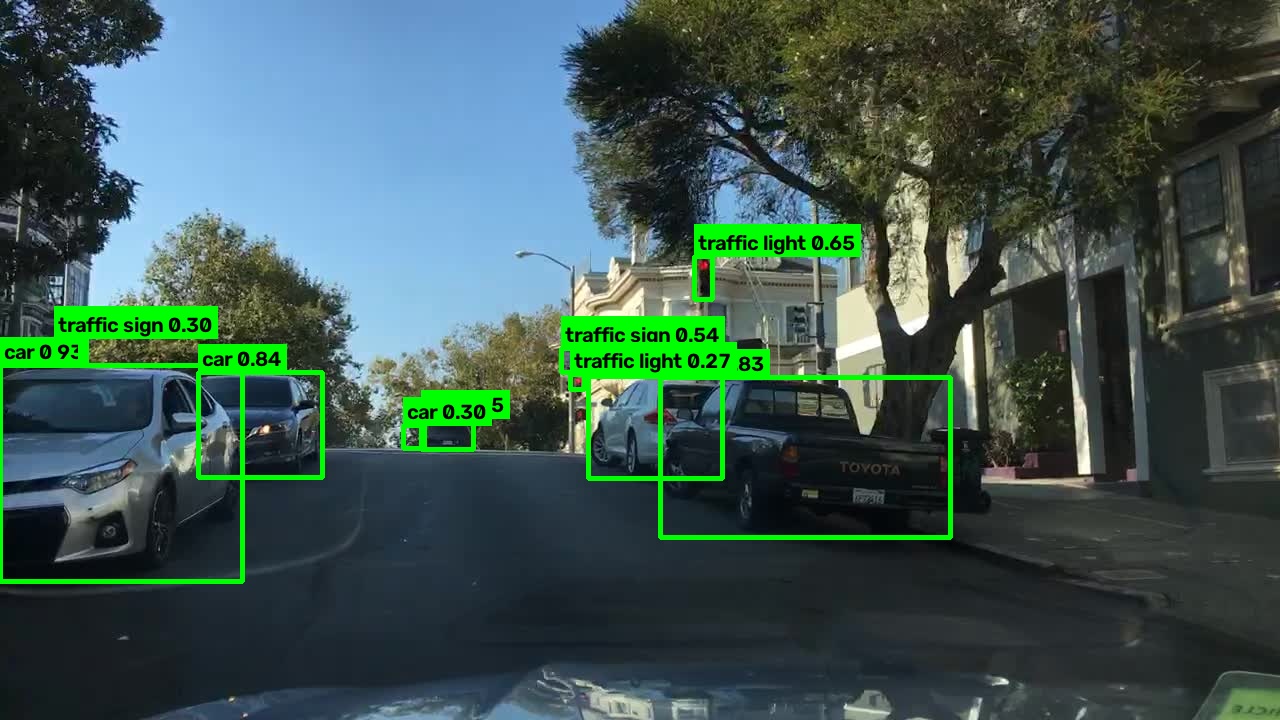 traffic light 0.65
traffic sign 0.30
traffic sign 0.54
car 0 93
car 0.84
traffic light 0.27
83
car 0.30
5
TOYOTA